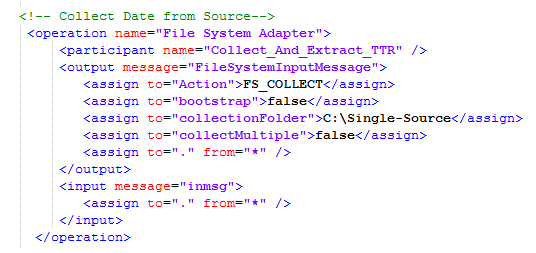 <!-- Collect Date from Source-->
<operation name="File System Adapter">
<participant name="Collect_And_Extract_TTR" />
<output message="FileSystemInputMessage">
<assign to="Action">FS_COLLECT</assign>
<assign to="bootstrap">false</assign>
<assign to="collectionFolder">C:\Single-Source</assign>
<assign to="collectMultiple">false</assign>
<assign to="." from="*" />
</output>
<input message="inmsg">
<assign to="." from="*" />
</input>
</operation>